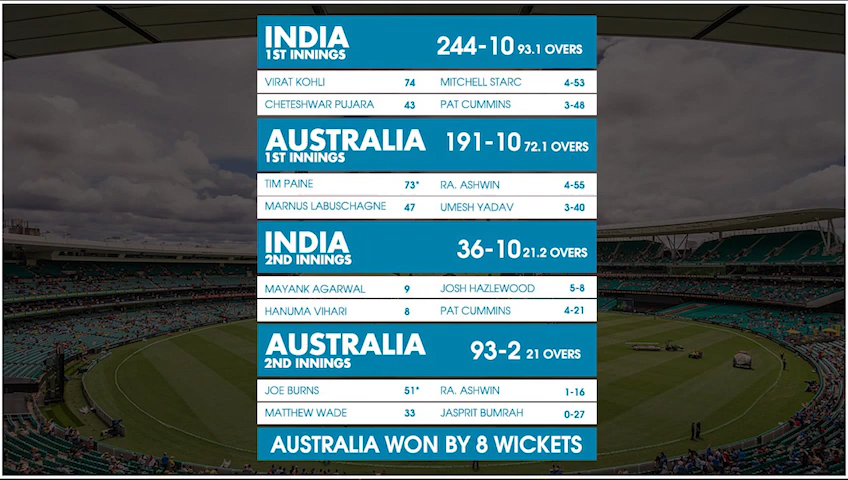 INDIA 244-10 93.1 OVERS
1ST INNINGS
VIRAT KOHLI 74 MITCHELL STARC 4-53
CHETESHWAR PUJARA 43 PAT CUMMINS 3-48
AUSTRALIA 191-10 72.1 OVERS
1ST INNINGS
TIM PAINE 73* RA. ASHWIN 4-55
MARNUS LABUSCHAGNE 47 UMESH YADAV 3-40
INDIA 36-10 21.2 OVERS
2ND INNINGS
MAYANK AGARWAL 9 JOSH HAZLEWOOD 5-8
HANUMA VIHARI 8 PAT CUMMINS 4-21
AUSTRALIA 93-2 21 OVERS
2ND INNINGS
JOE BURNS 51* RA. ASHWIN 1-16
MATTHEW WADE 33 JASPRIT BUMRAH 0-27
AUSTRALIA WON BY 8 WICKETS